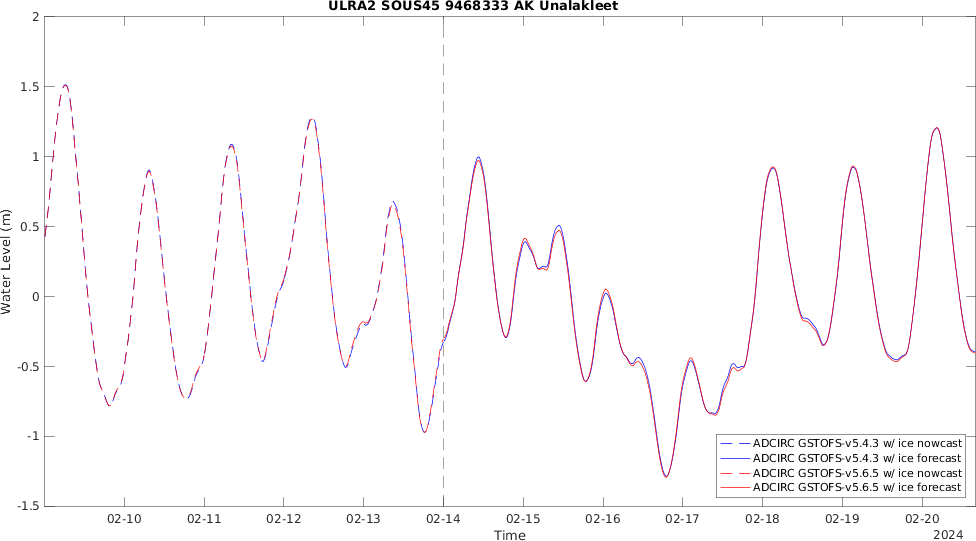 ULRA2 SOUS45 9468333 AK Unalakleet
2
1.5
1
0.5
0
-0.5
-1
-1.5
Water Level (m)
02-10 02-11 02-12 02-13 02-14 02-15 02-16 02-17 02-18 02-19 02-20
Time
2024
ADCIRC GSTOFS-v5.4.3 w/ ice nowcast
ADCIRC GSTOFS-v5.4.3 w/ ice forecast
ADCIRC GSTOFS-v5.6.5 w/ ice nowcast
ADCIRC GSTOFS-v5.6.5 w/ ice forecast